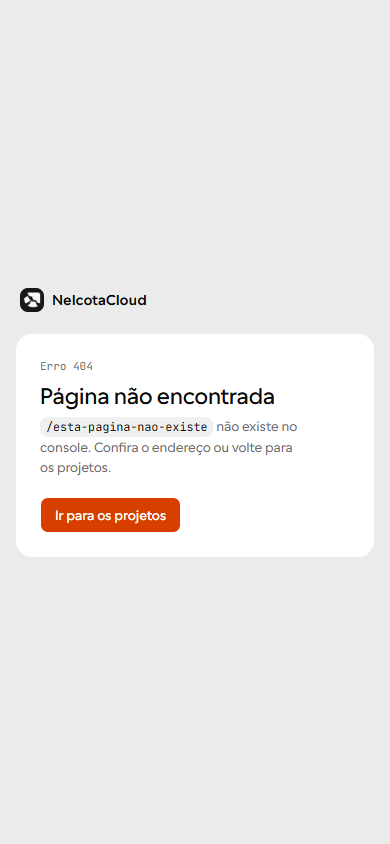 NelcotaCloud
Erro 404
Página não encontrada
/esta-pagina-nao-existe não existe no
console. Confira o endereço ou volte para
os projetos.
Ir para os projetos